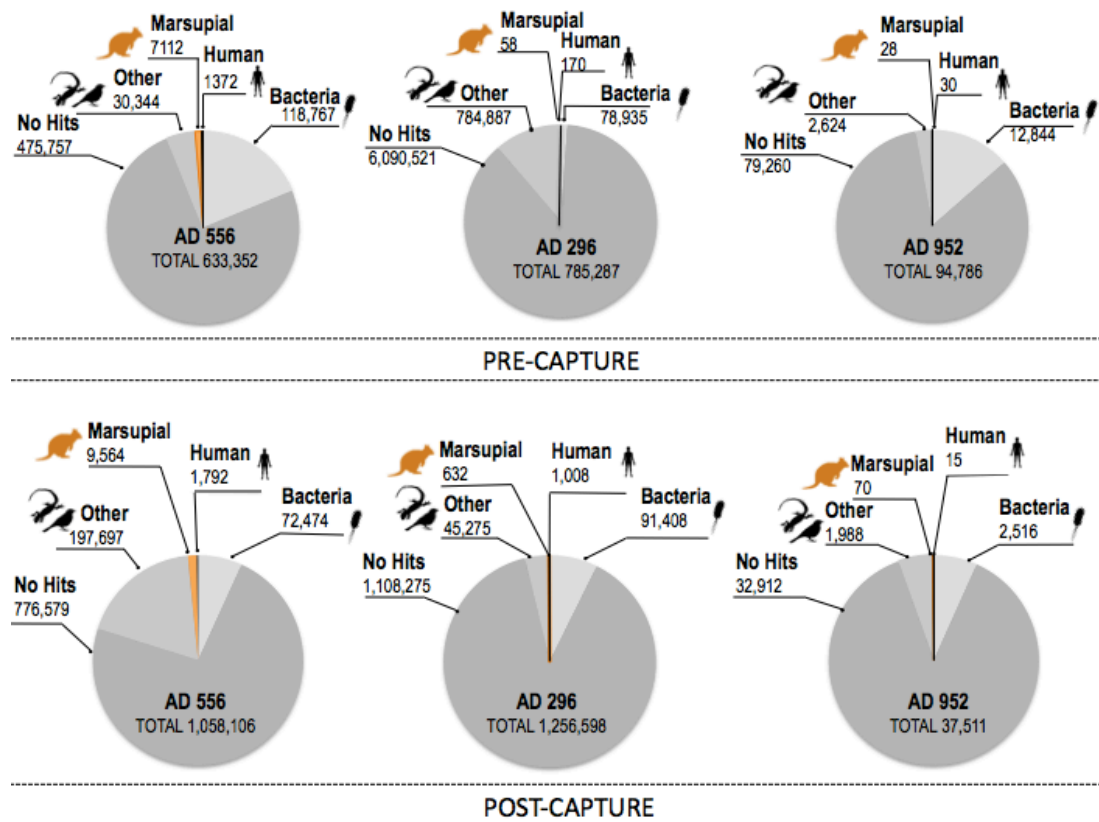 Marsupial
7112
Human
1372
Other
30,344
Bacteria
118,767
No Hits
475,757
AD 556
TOTAL 633,352
Marsupial
58
Human
170
Other
784,887
Bacteria
78,935
No Hits
6,090,521
AD 296
TOTAL 785,287
Marsupial
28
Human
30
Other
2,624
Bacteria
12,844
No Hits
79,260
AD 952
TOTAL 94,786
PRE-CAPTURE
Marsupial
9,564
Human
1,792
Other
197,697
Bacteria
72,474
No Hits
776,579
AD 556
TOTAL 1,058,106
Marsupial
632
Human
1,008
Other
45,275
Bacteria
91,408
No Hits
1,108,275
AD 296
TOTAL 1,256,598
Marsupial
70
Human
15
Other
1,988
Bacteria
2,516
No Hits
32,912
AD 952
TOTAL 37,511
POST-CAPTURE